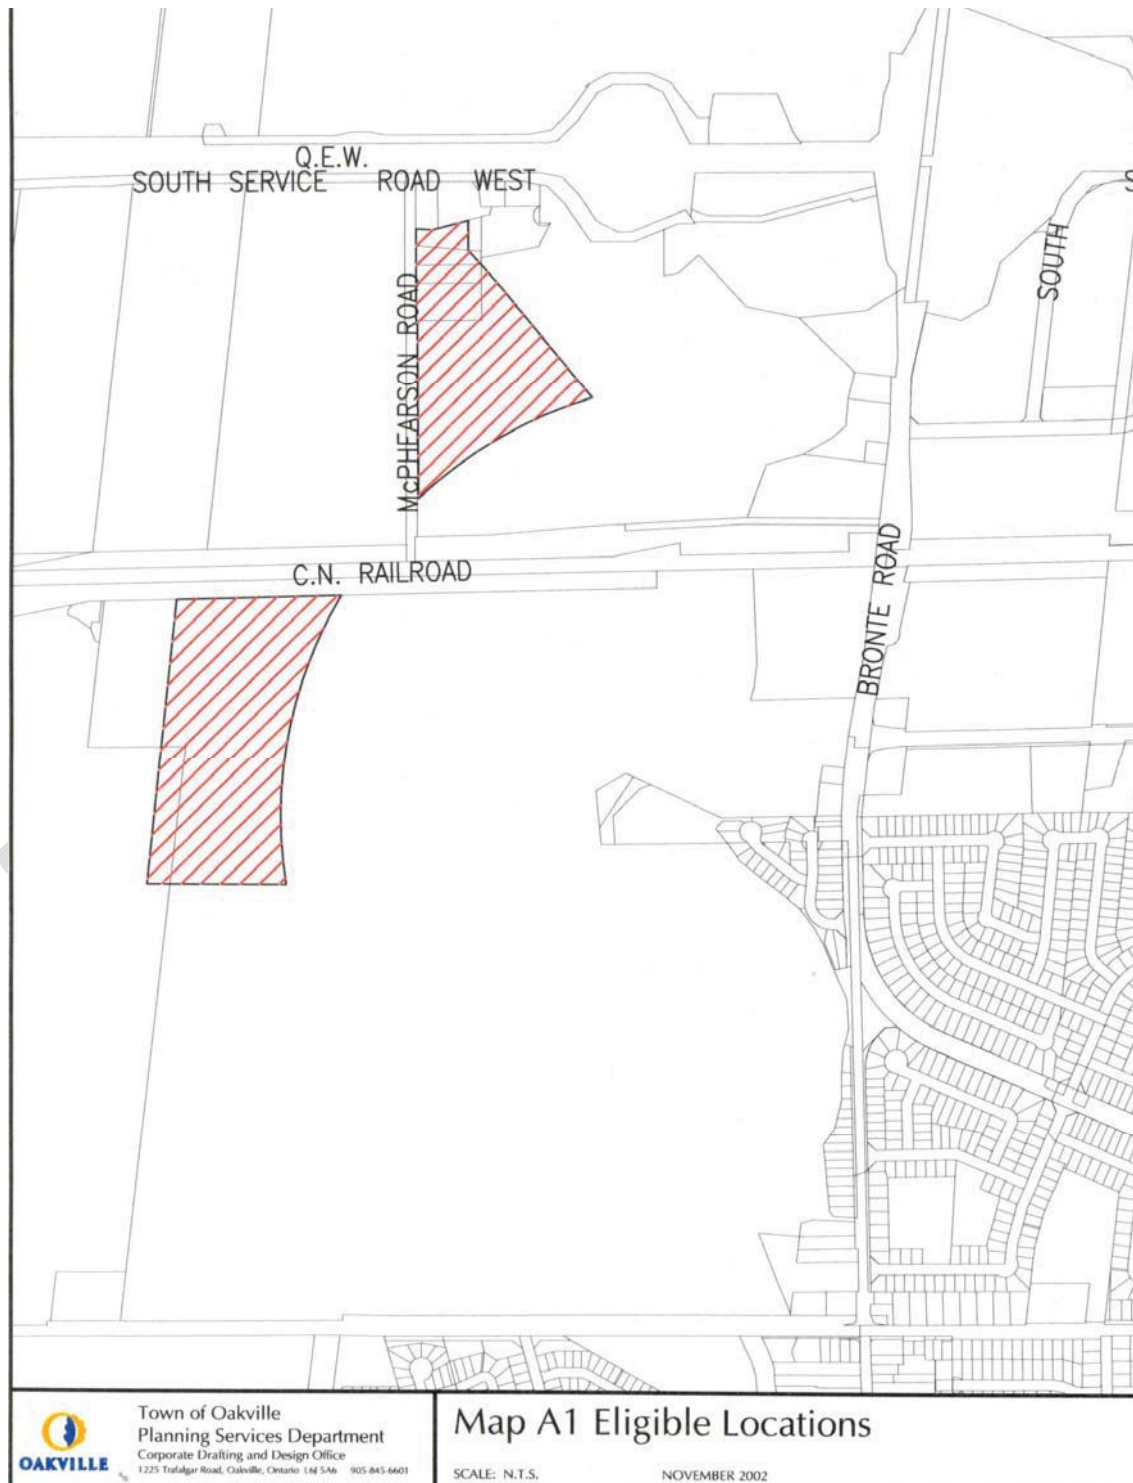 Q.E.W.
SOUTH SERVICE ROAD WEST
S
SOUTH
McPHEARSON ROAD
BRONTE ROAD
C.N. RAILROAD
OAKVILLE
Town of Oakville
Planning Services Department
Corporate Drafting and Design Office
1225 Trafalgar Road, Oakville, Ontario L6J 5A6 905-845-6601
Map A1 Eligible Locations
SCALE: N.T.S. NOVEMBER 2002